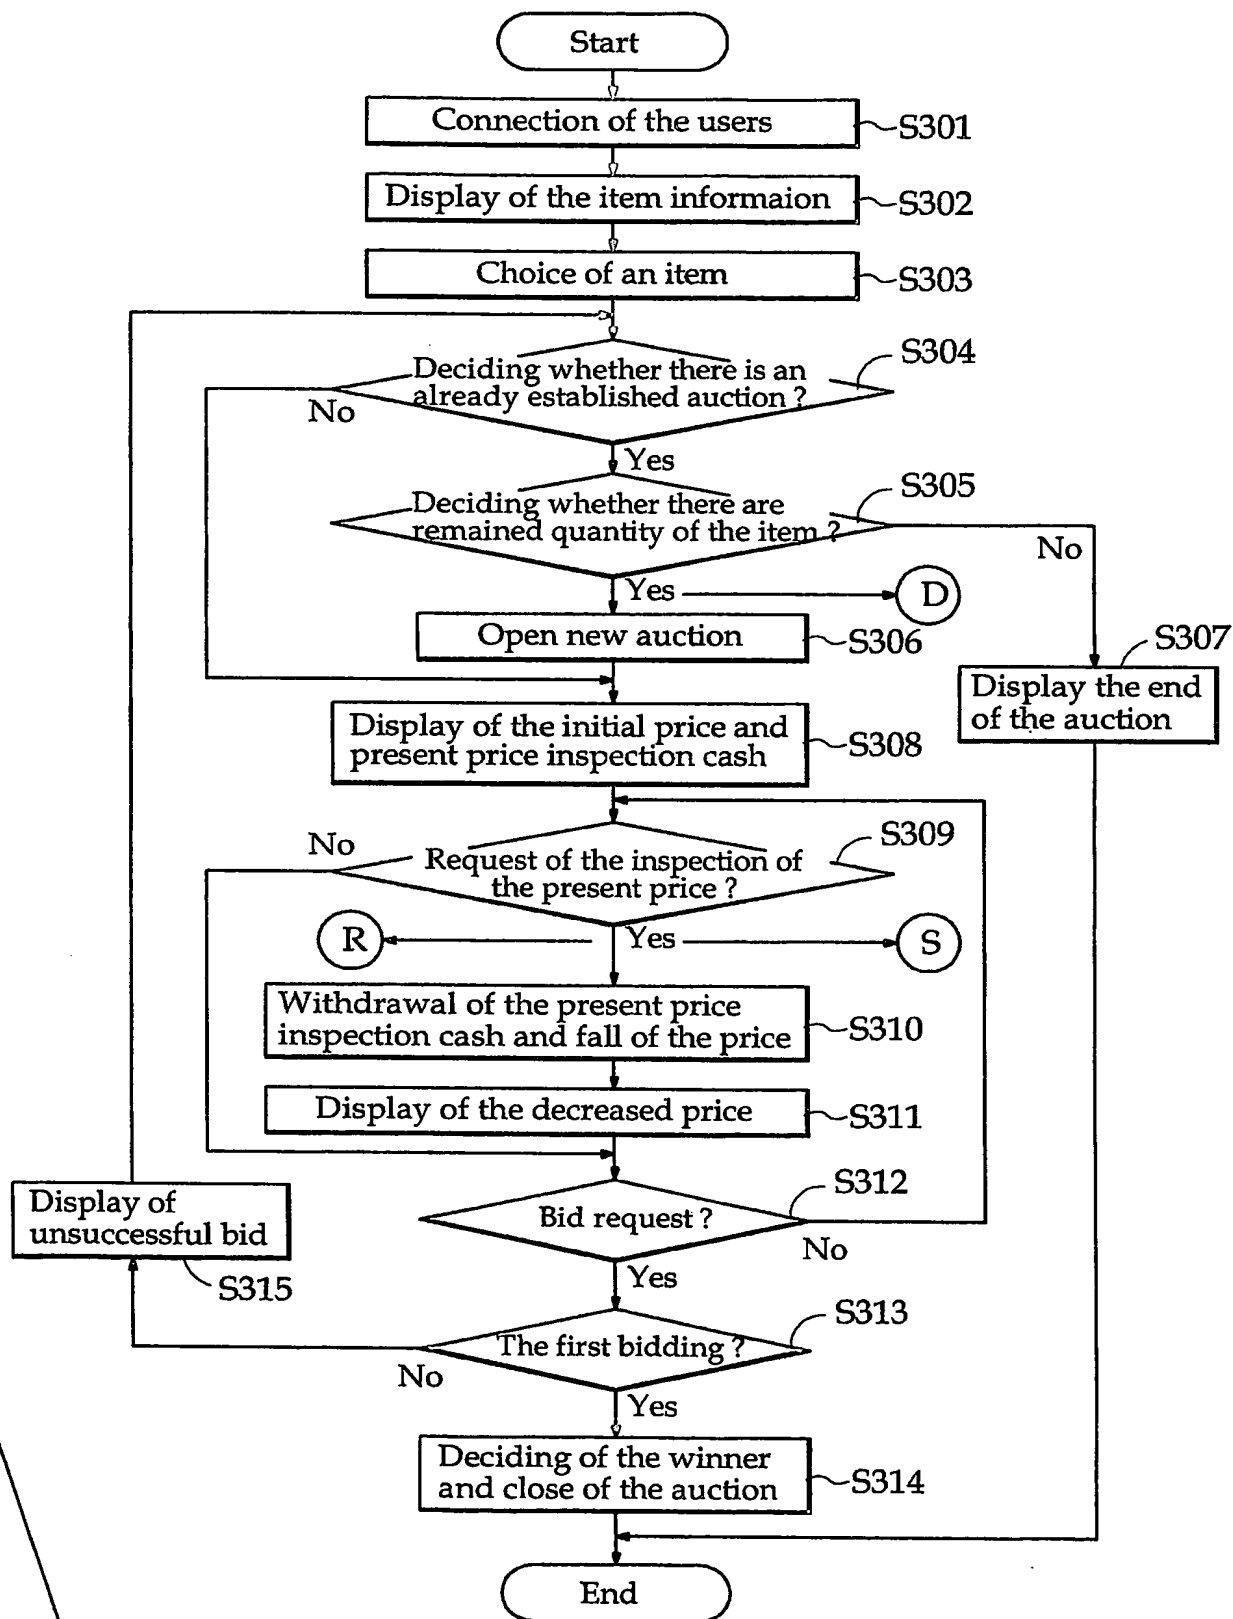 Start
Connection of the users
S301
Display of the item informaion
S302
Choice of an item
S303
Deciding whether there is an
already established auction ?
S304
No
Yes
Deciding whether there are
remained quantity of the item ?
S305
No
Yes
D
Open new auction
S306
S307
Display the end
of the auction
Display of the initial price and
present price inspection cash
S308
No
Request of the inspection of
the present price ?
S309
R
Yes
S
Withdrawal of the present price
inspection cash and fall of the price
S310
Display of the decreased price
S311
Display of
unsuccessful bid
S315
Bid request ?
S312
No
Yes
The first bidding ?
S313
No
Yes
Deciding of the winner
and close of the auction
S314
End